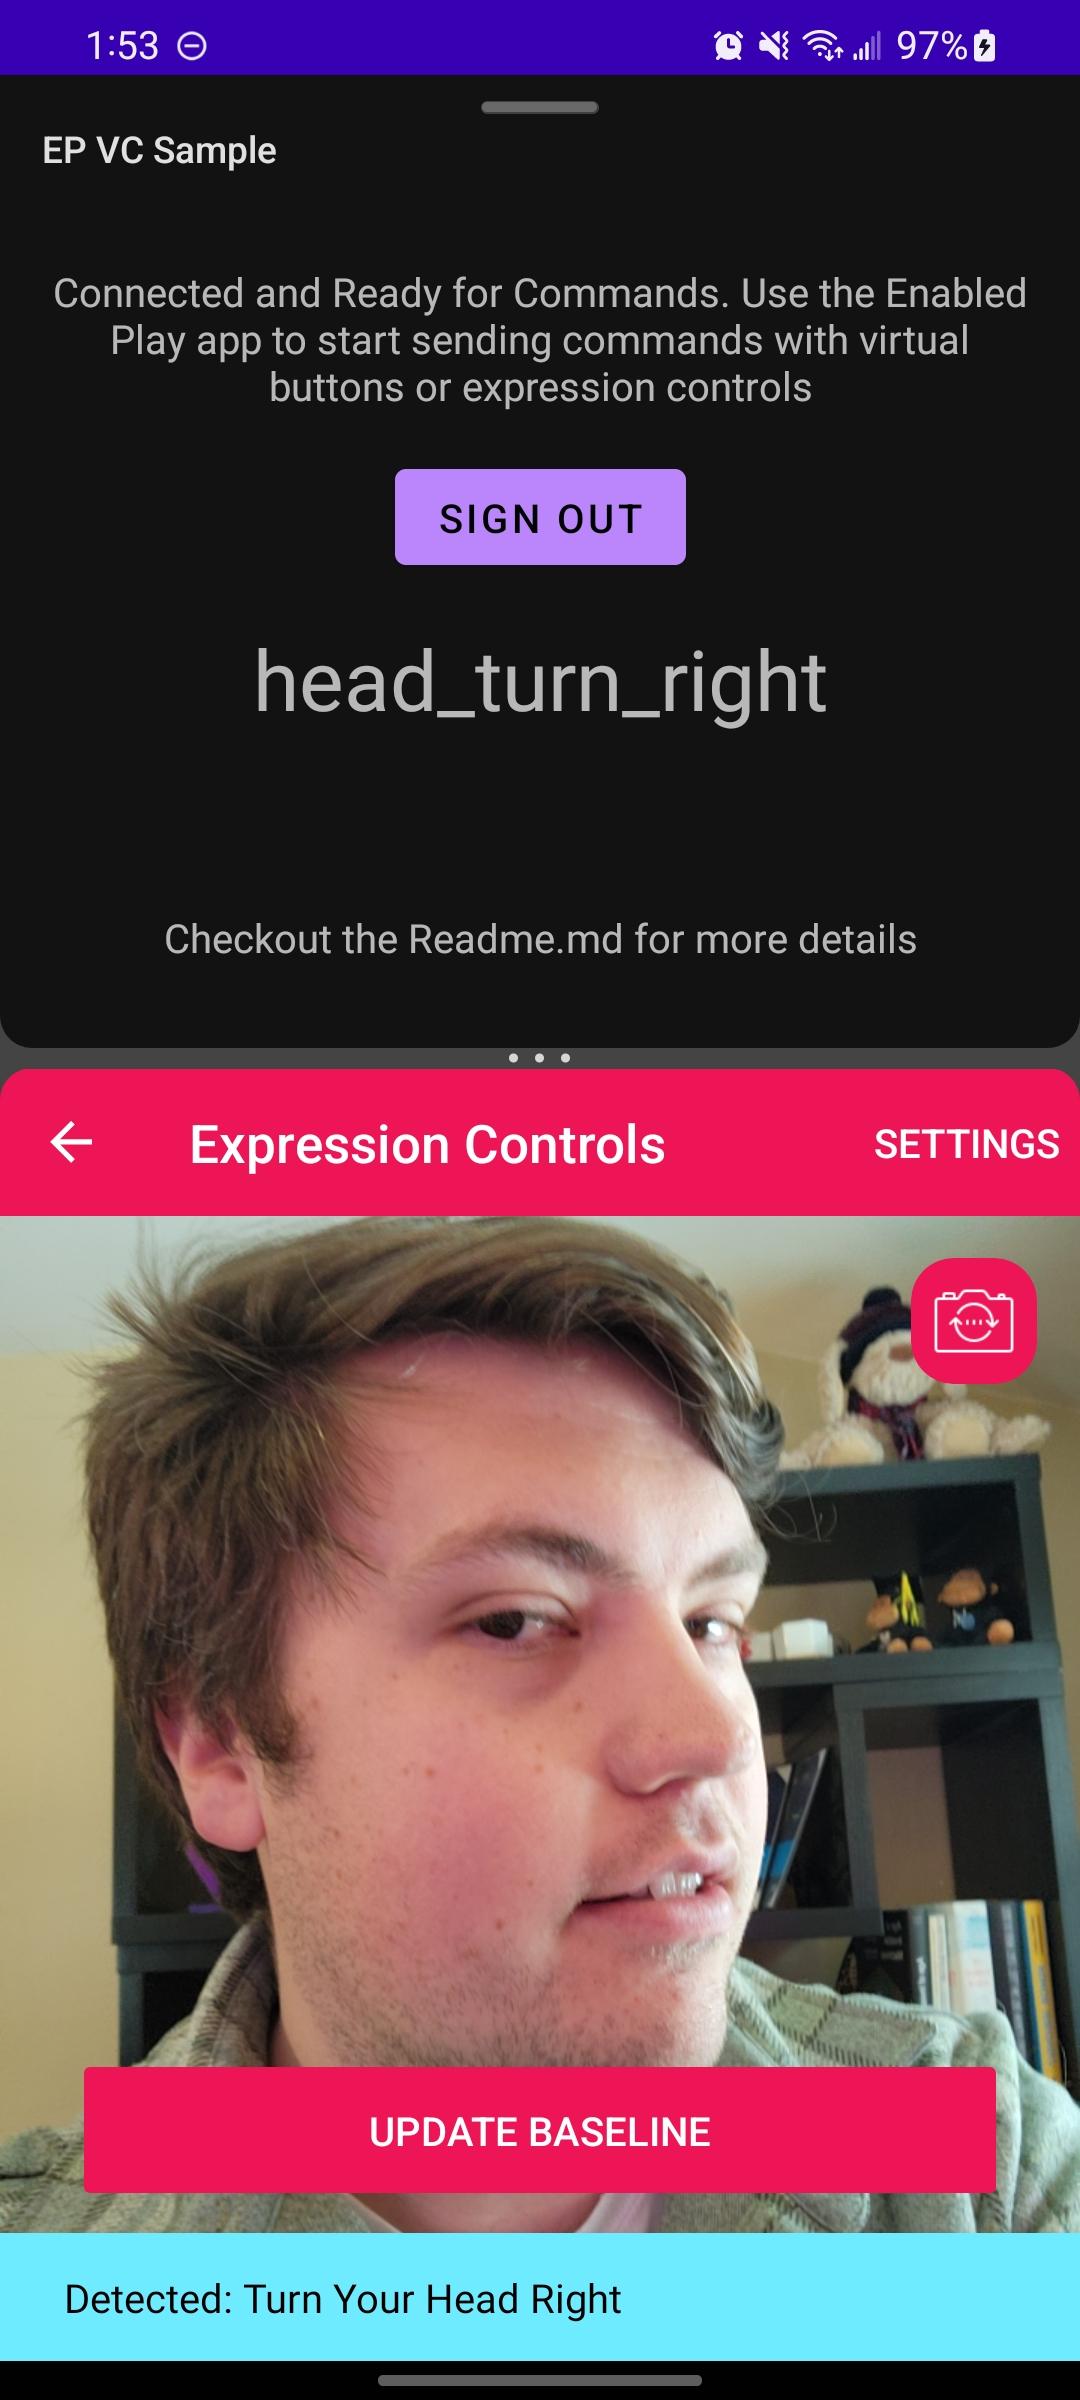 1:53
97%
EP VC Sample
Connected and Ready for Commands. Use the Enabled
Play app to start sending commands with virtual
buttons or expression controls
SIGN OUT
head_turn_right
Checkout the Readme.md for more details
Expression Controls
SETTINGS
UPDATE BASELINE
Detected: Turn Your Head Right